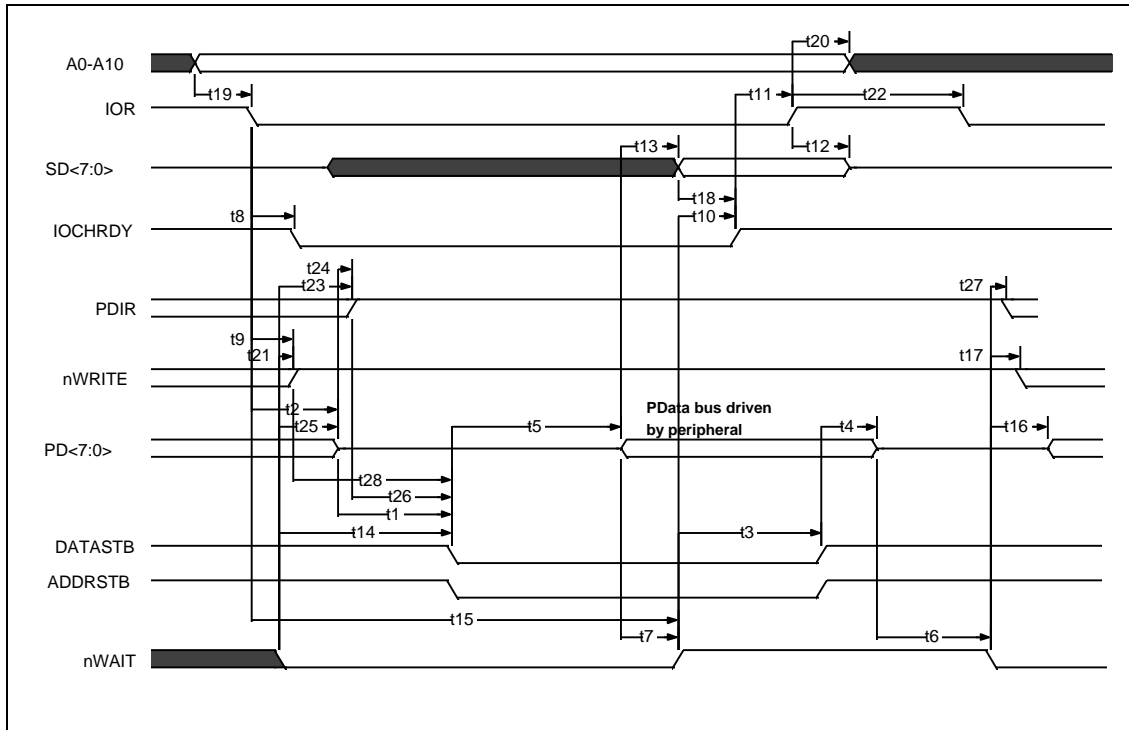 t20
A0-A10
t19
t11
t22
IOR
t13
t12
SD<7:0>
t18
t8
t10
IOCHRDY
t24
t23
t27
PDIR
t9
t21
t17
nWRITE
t2
PData bus driven
by peripheral
t25
t5
t4
t16
PD<7:0>
t28
t26
t1
t14
t3
DATASTB
ADDRSTB
t15
t7
t6
nWAIT